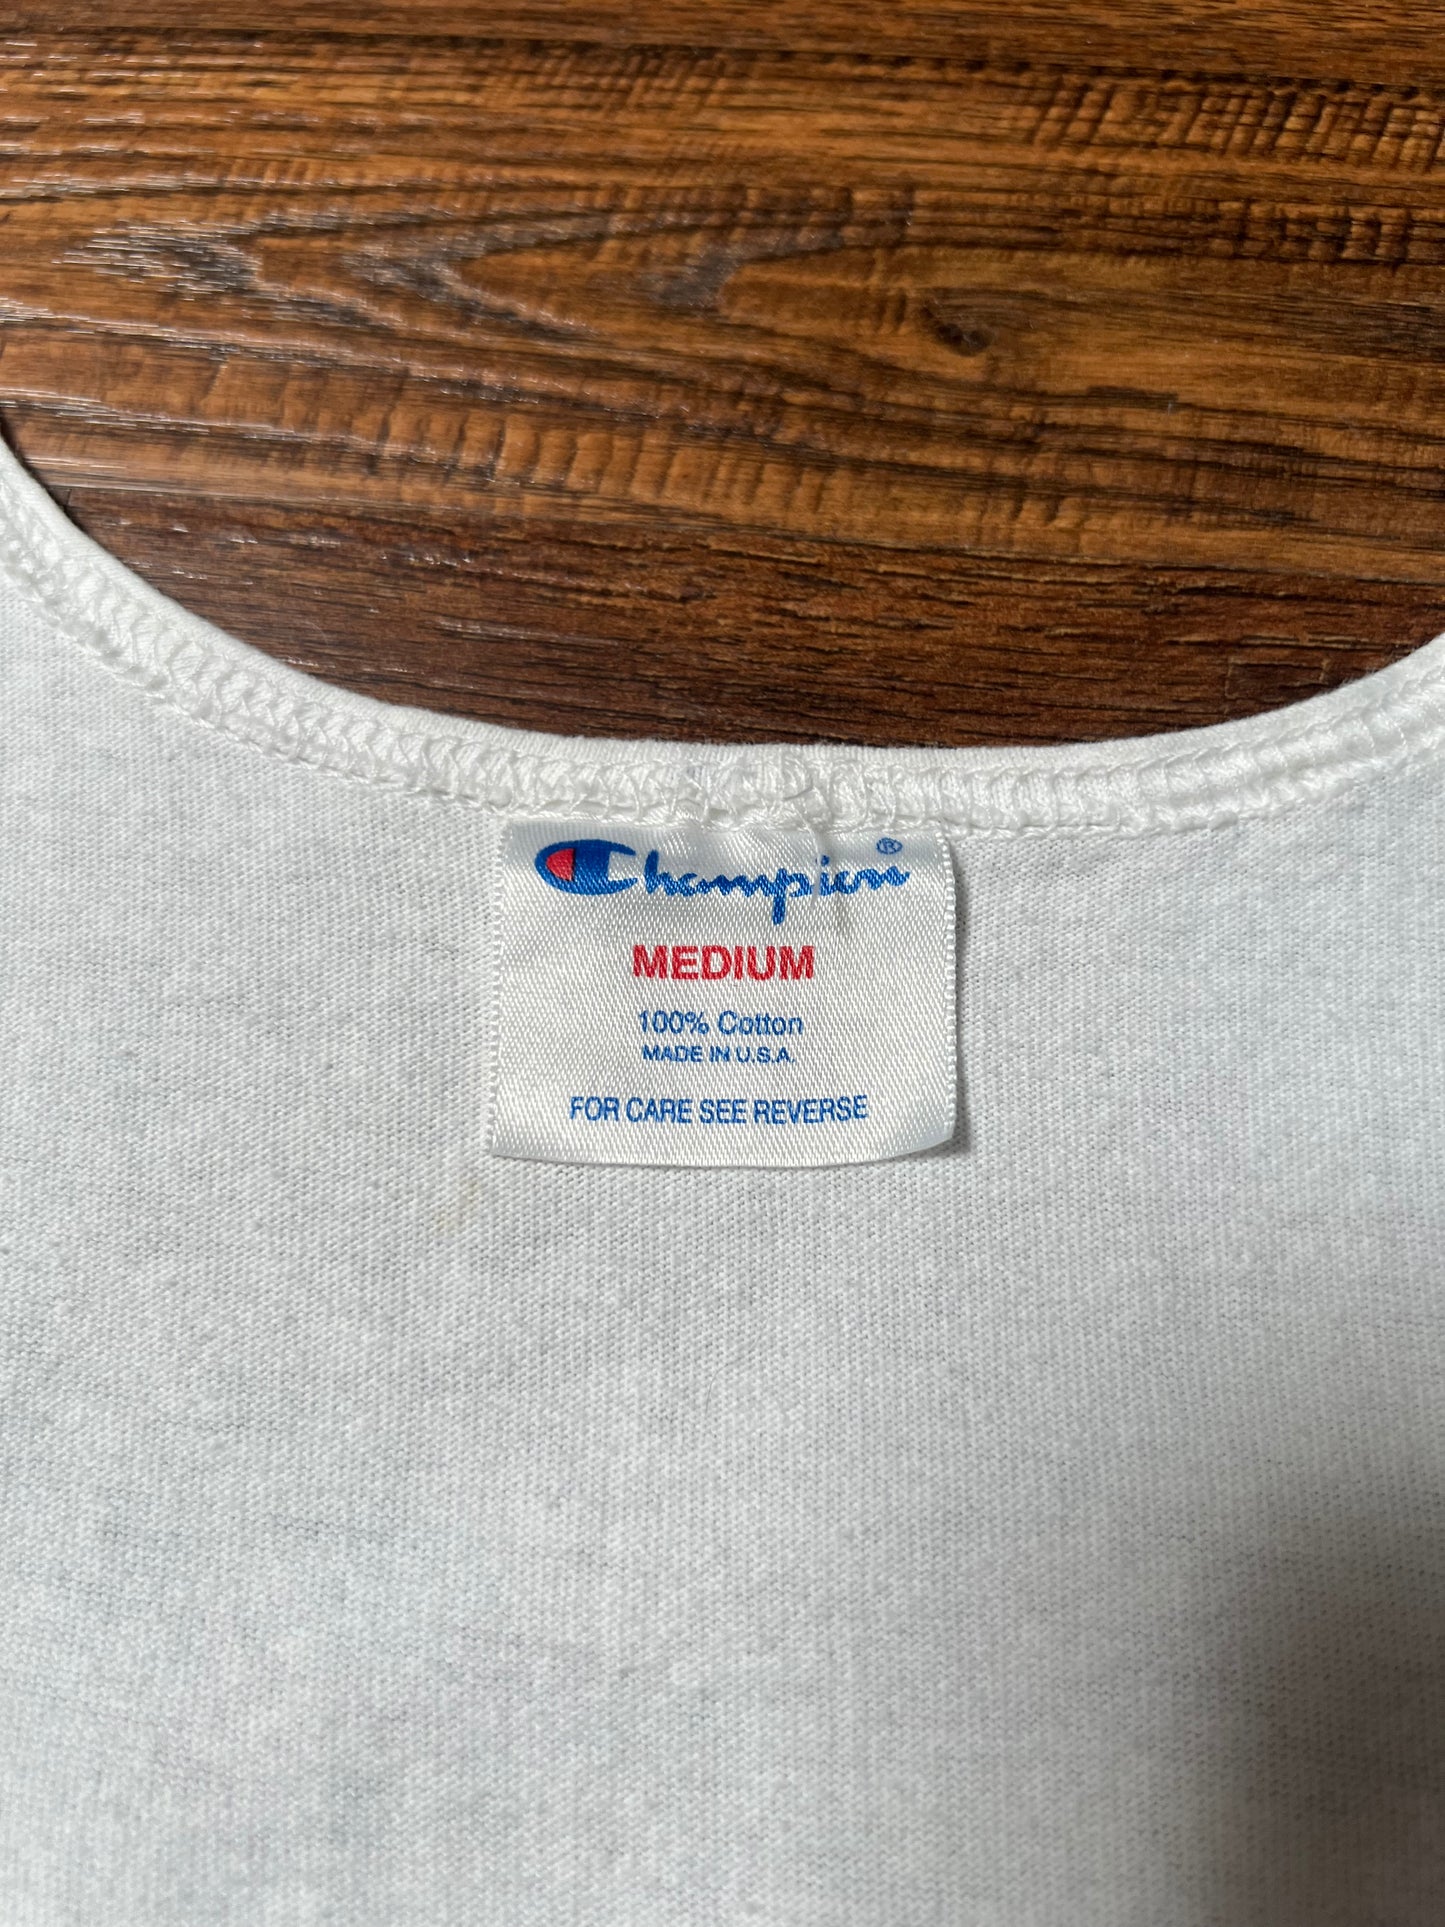 Champion®
MEDIUM
100% Cotton
MADE IN U.S.A.
FOR CARE SEE REVERSE